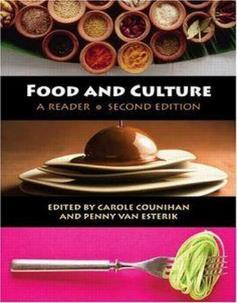 FOOD AND CULTURE
A READER • SECOND EDITION
EDITED BY CAROLE COUNIHAN
AND PENNY VAN ESTERIK